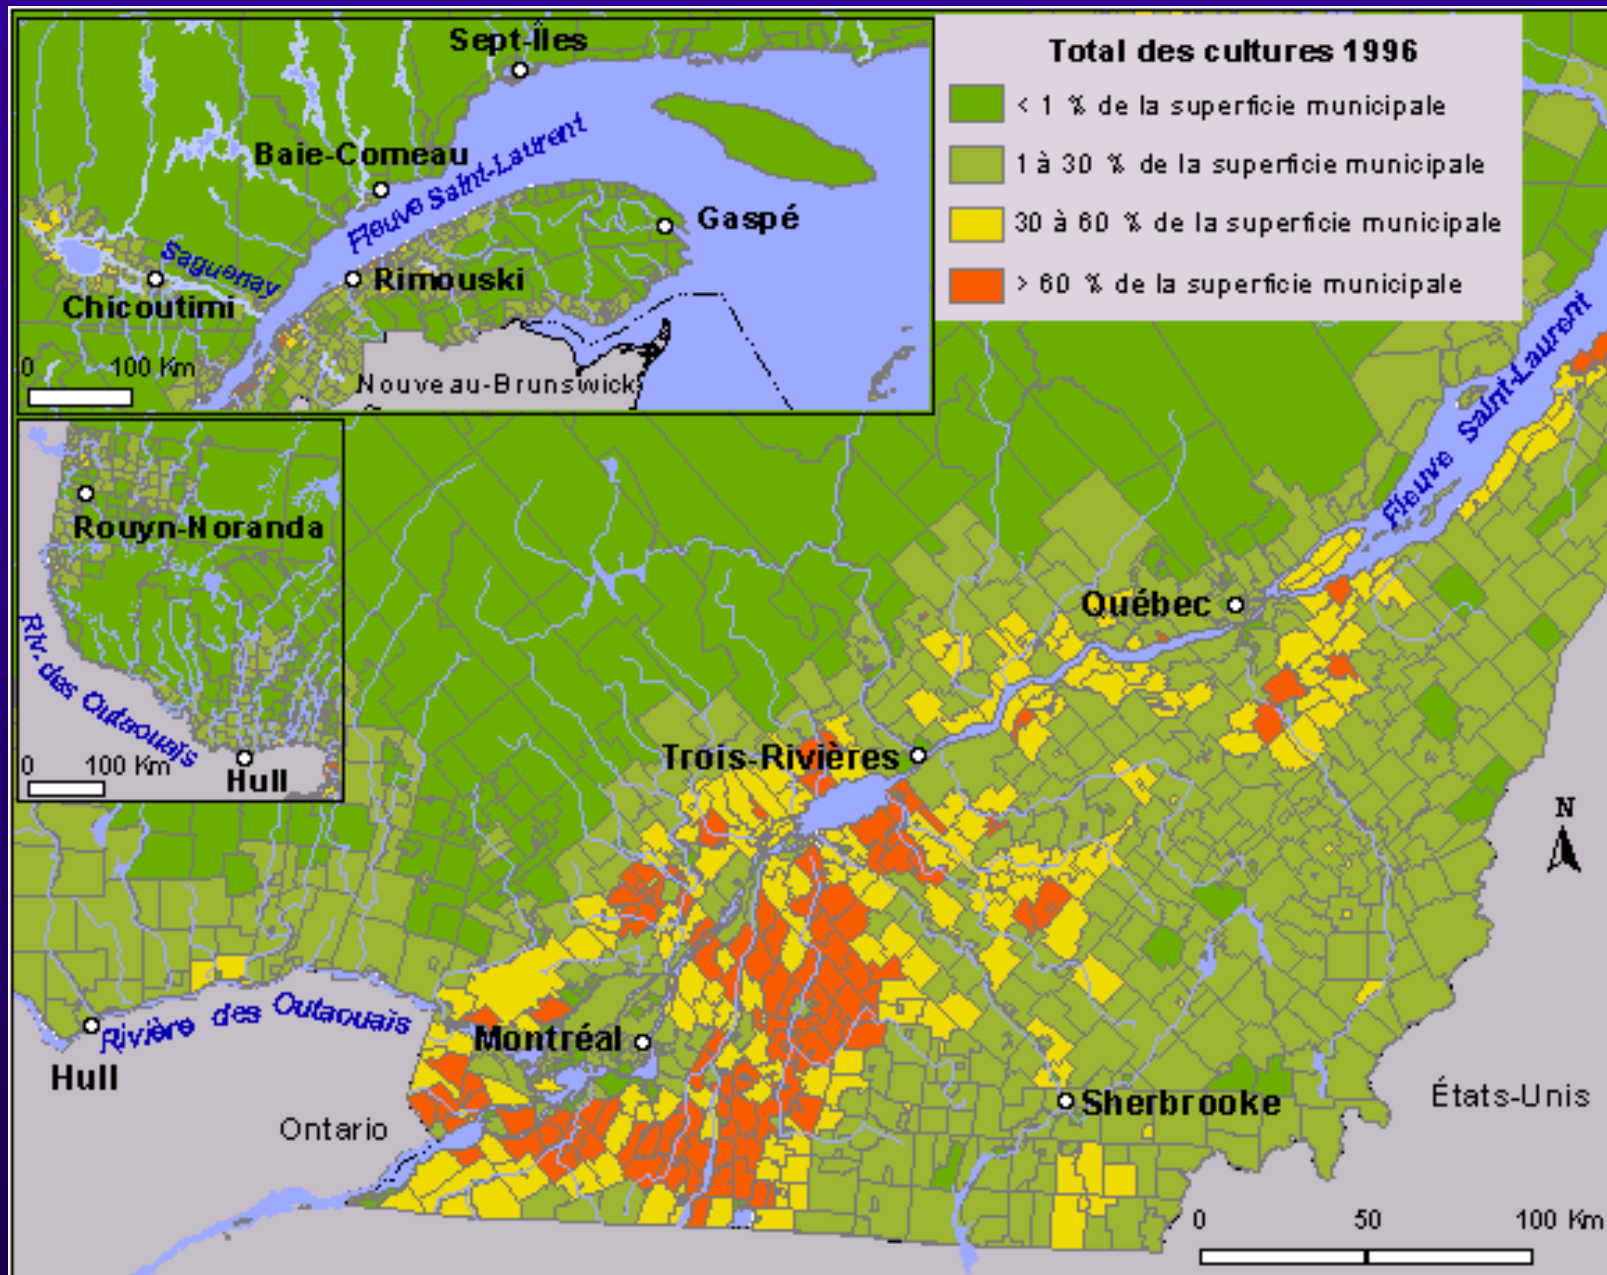 Total des cultures 1996
< 1 % de la superficie municipale
1 à 30 % de la superficie municipale
30 à 60 % de la superficie municipale
> 60 % de la superficie municipale
Sept-Îles
Baie-Comeau
Fleuve Saint-Laurent
Gaspé
Saguenay
Rimouski
Chicoutimi
0 100 Km
Nouveau-Brunswick
Rouyn-Noranda
Riv. des Outaouais
0 100 Km
Hull
Fleuve Saint-Laurent
Québec
Trois-Rivières
N
Rivière des Outaouais
Montréal
Hull
Sherbrooke
États-Unis
Ontario
0 50 100 Km